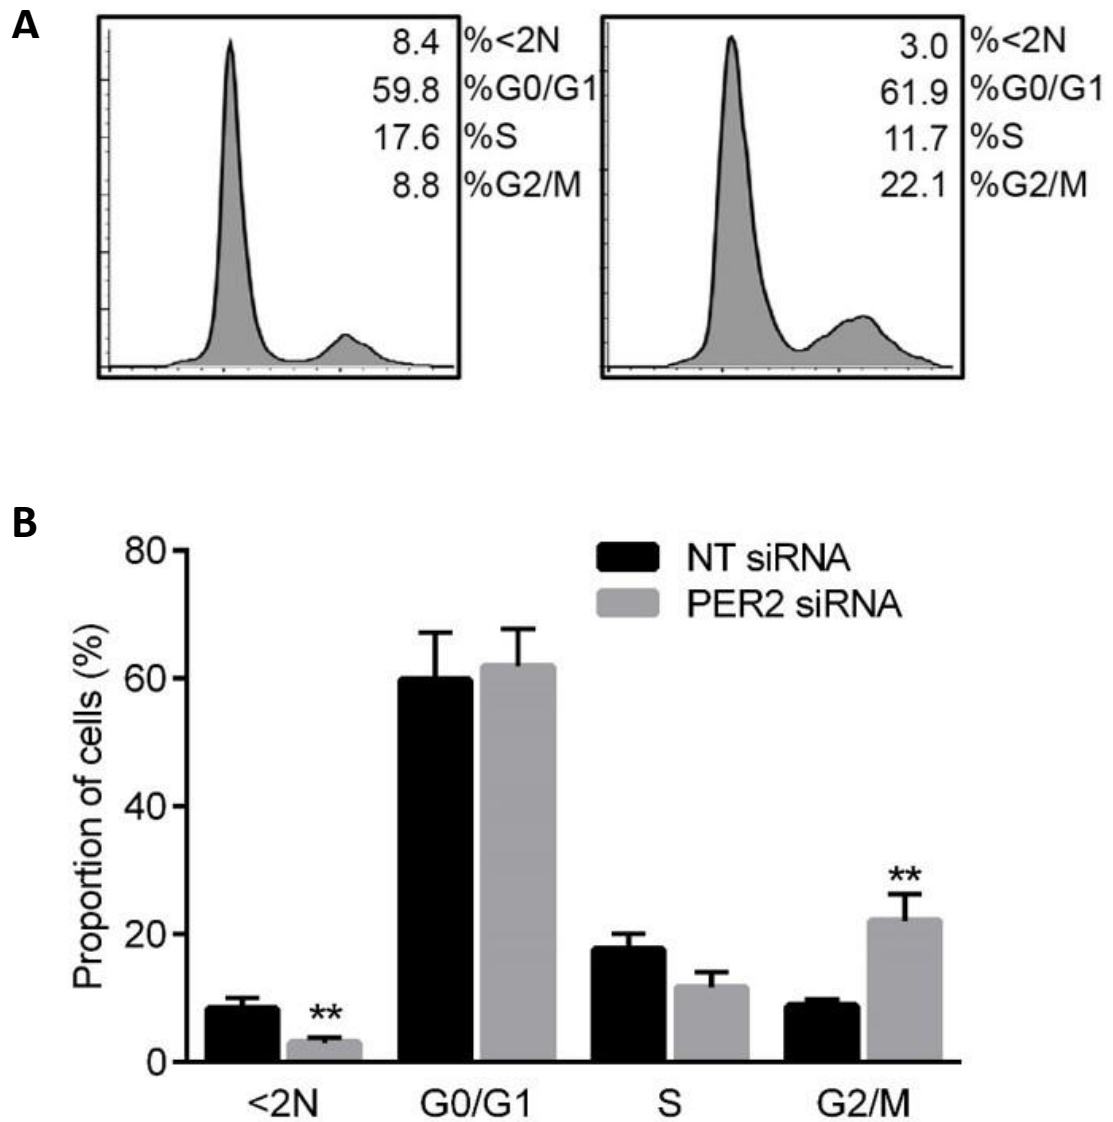 A
8.4 %<2N
59.8 %G0/G1
17.6 %S
8.8 %G2/M
3.0 %<2N
61.9 %G0/G1
11.7 %S
22.1 %G2/M
B
NT siRNA
PER2 siRNA
Proportion of cells (%)
80
60
40
20
0
**
**
<2N G0/G1 S G2/M